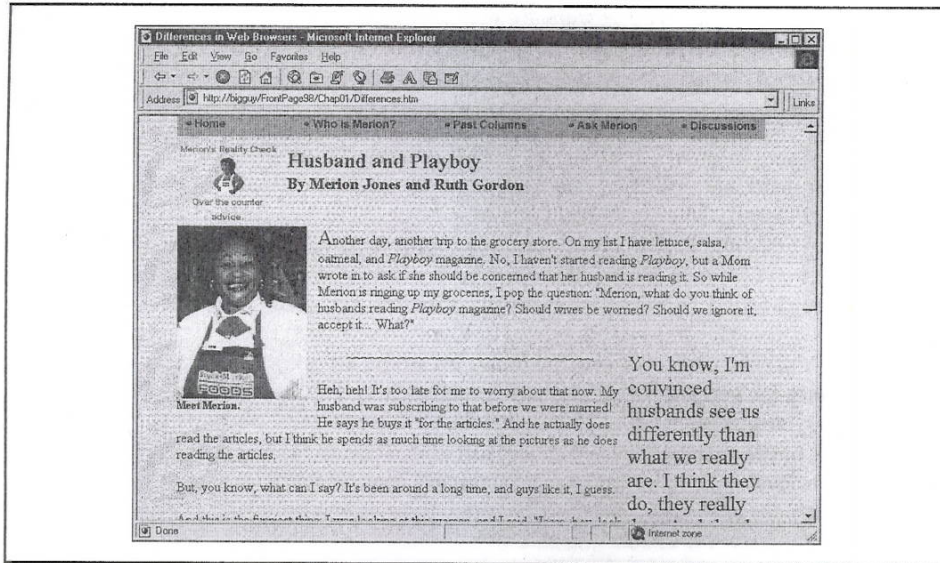 Differences in Web Browsers - Microsoft Internet Explorer
File Edit View Go Favorites Help
Address http://bigguy/FrontPage98/Chap01/Differences.htm Links
Home Who is Merion? Past Columns Ask Merion Discussions
Merion's Reality Check
Over the counter
advice.
Husband and Playboy
By Merion Jones and Ruth Gordon
Another day, another trip to the grocery store. On my list I have lettuce, salsa,
oatmeal, and Playboy magazine. No, I haven't started reading Playboy, but a Mom
wrote in to ask if she should be concerned that her husband is reading it. So while
Merion is ringing up my groceries, I pop the question: "Merion, what do you think of
husbands reading Playboy magazine? Should wives be worried? Should we ignore it,
accept it... What?"
FOODS
Meet Merion.
Heh, heh! It's too late for me to worry about that now. My
husband was subscribing to that before we were married!
He says he buys it "for the articles." And he actually does
read the articles, but I think he spends as much time looking at the pictures as he does
reading the articles.
But, you know, what can I say? It's been around a long time, and guys like it, I guess.
You know, I'm
convinced
husbands see us
differently than
what we really
are. I think they
do, they really
Done Internet zone